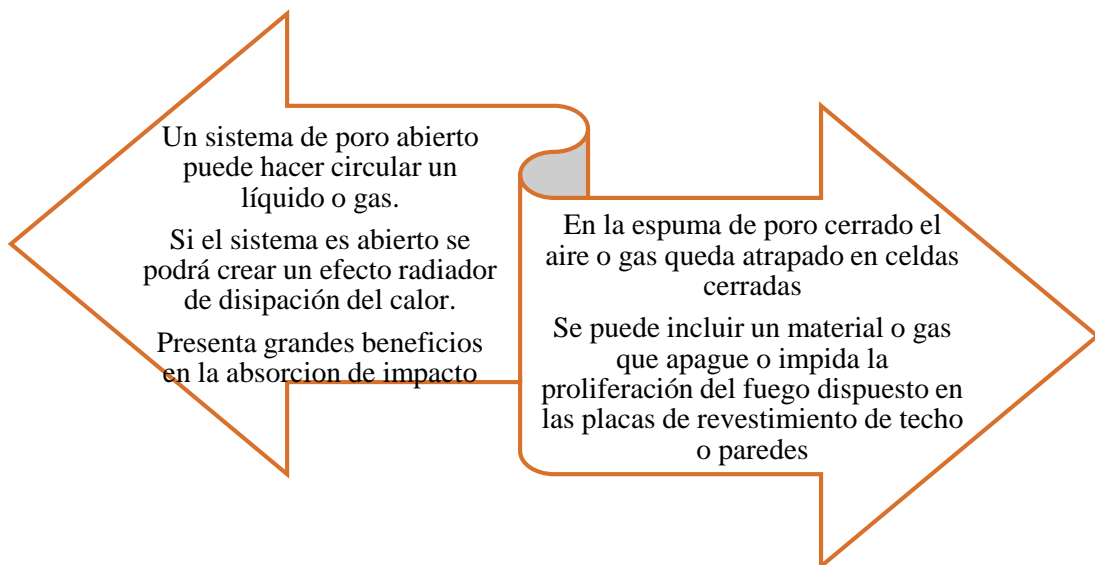 Un sistema de poro abierto
puede hacer circular un
líquido o gas.
Si el sistema es abierto se
podrá crear un efecto radiador
de disipación del calor.
Presenta grandes beneficios
en la absorcion de impacto
En la espuma de poro cerrado el
aire o gas queda atrapado en celdas
cerradas
Se puede incluir un material o gas
que apague o impida la
proliferación del fuego dispuesto en
las placas de revestimiento de techo
o paredes